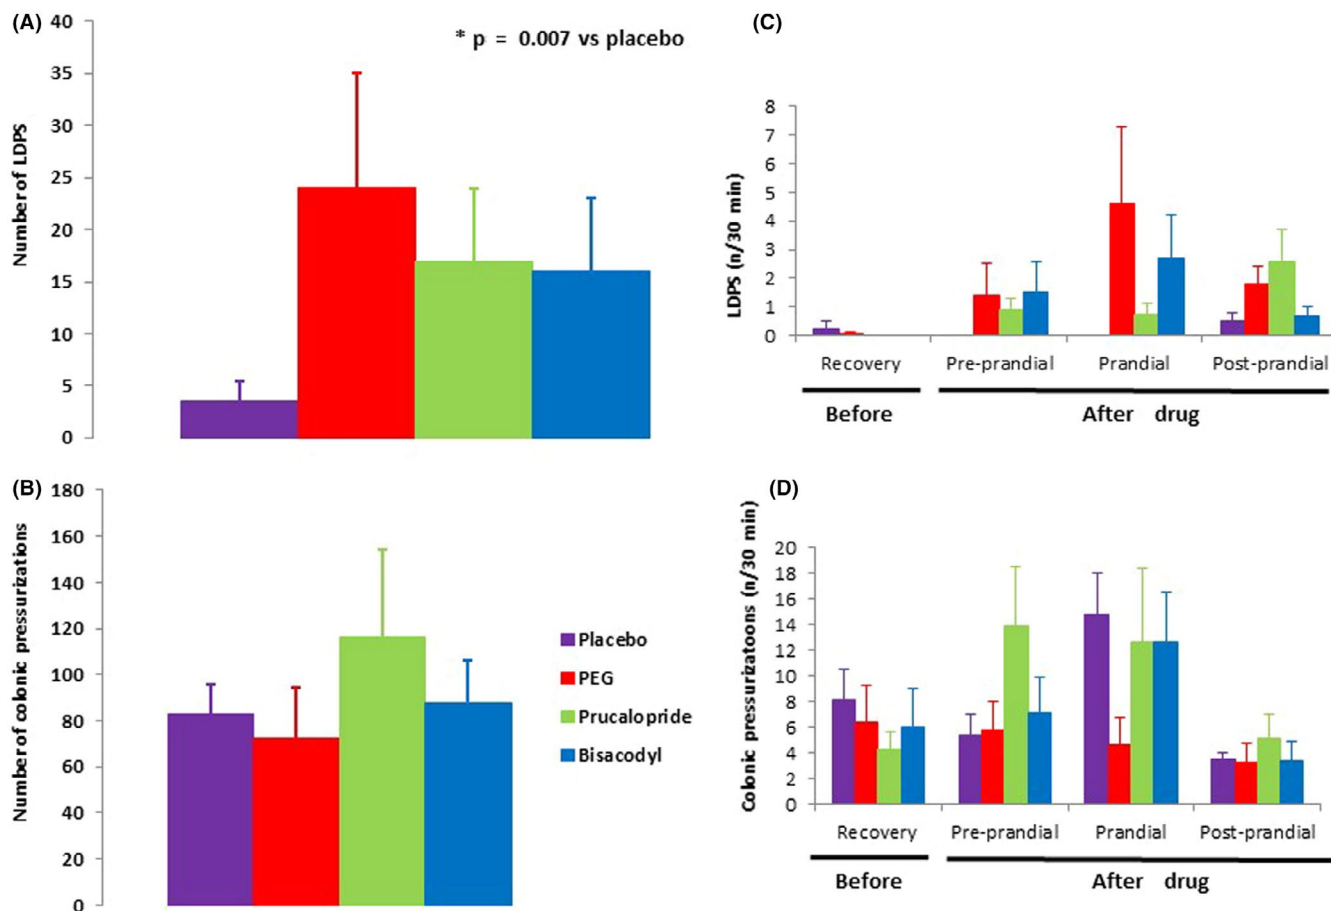 (A)
* p = 0.007 vs placebo
Number of LDPS
40
35
30
25
20
15
10
5
0
(B)
Number of colonic pressurizations
180
160
140
120
100
80
60
40
20
0
Placebo
PEG
Prucalopride
Bisacodyl
(C)
LDPS (n/30 min)
8
7
6
5
4
3
2
1
0
Recovery Pre-prandial Prandial Post-prandial
Before After drug
(D)
Colonic pressurizatoons (n/30 min)
20
18
16
14
12
10
8
6
4
2
0
Recovery Pre-prandial Prandial Post-prandial
Before After drug